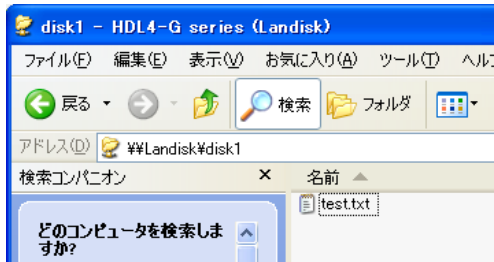 disk1 - HDL4-G series (Landisk)
ファイル(F) 編集(E) 表示(V) お気に入り(A) ツール(T)
戻る 検索 フォルダ
アドレス(D) ¥¥Landisk¥disk1
検索コンパニオン × 名前
test.txt
どのコンピュータを検索しま
すか?